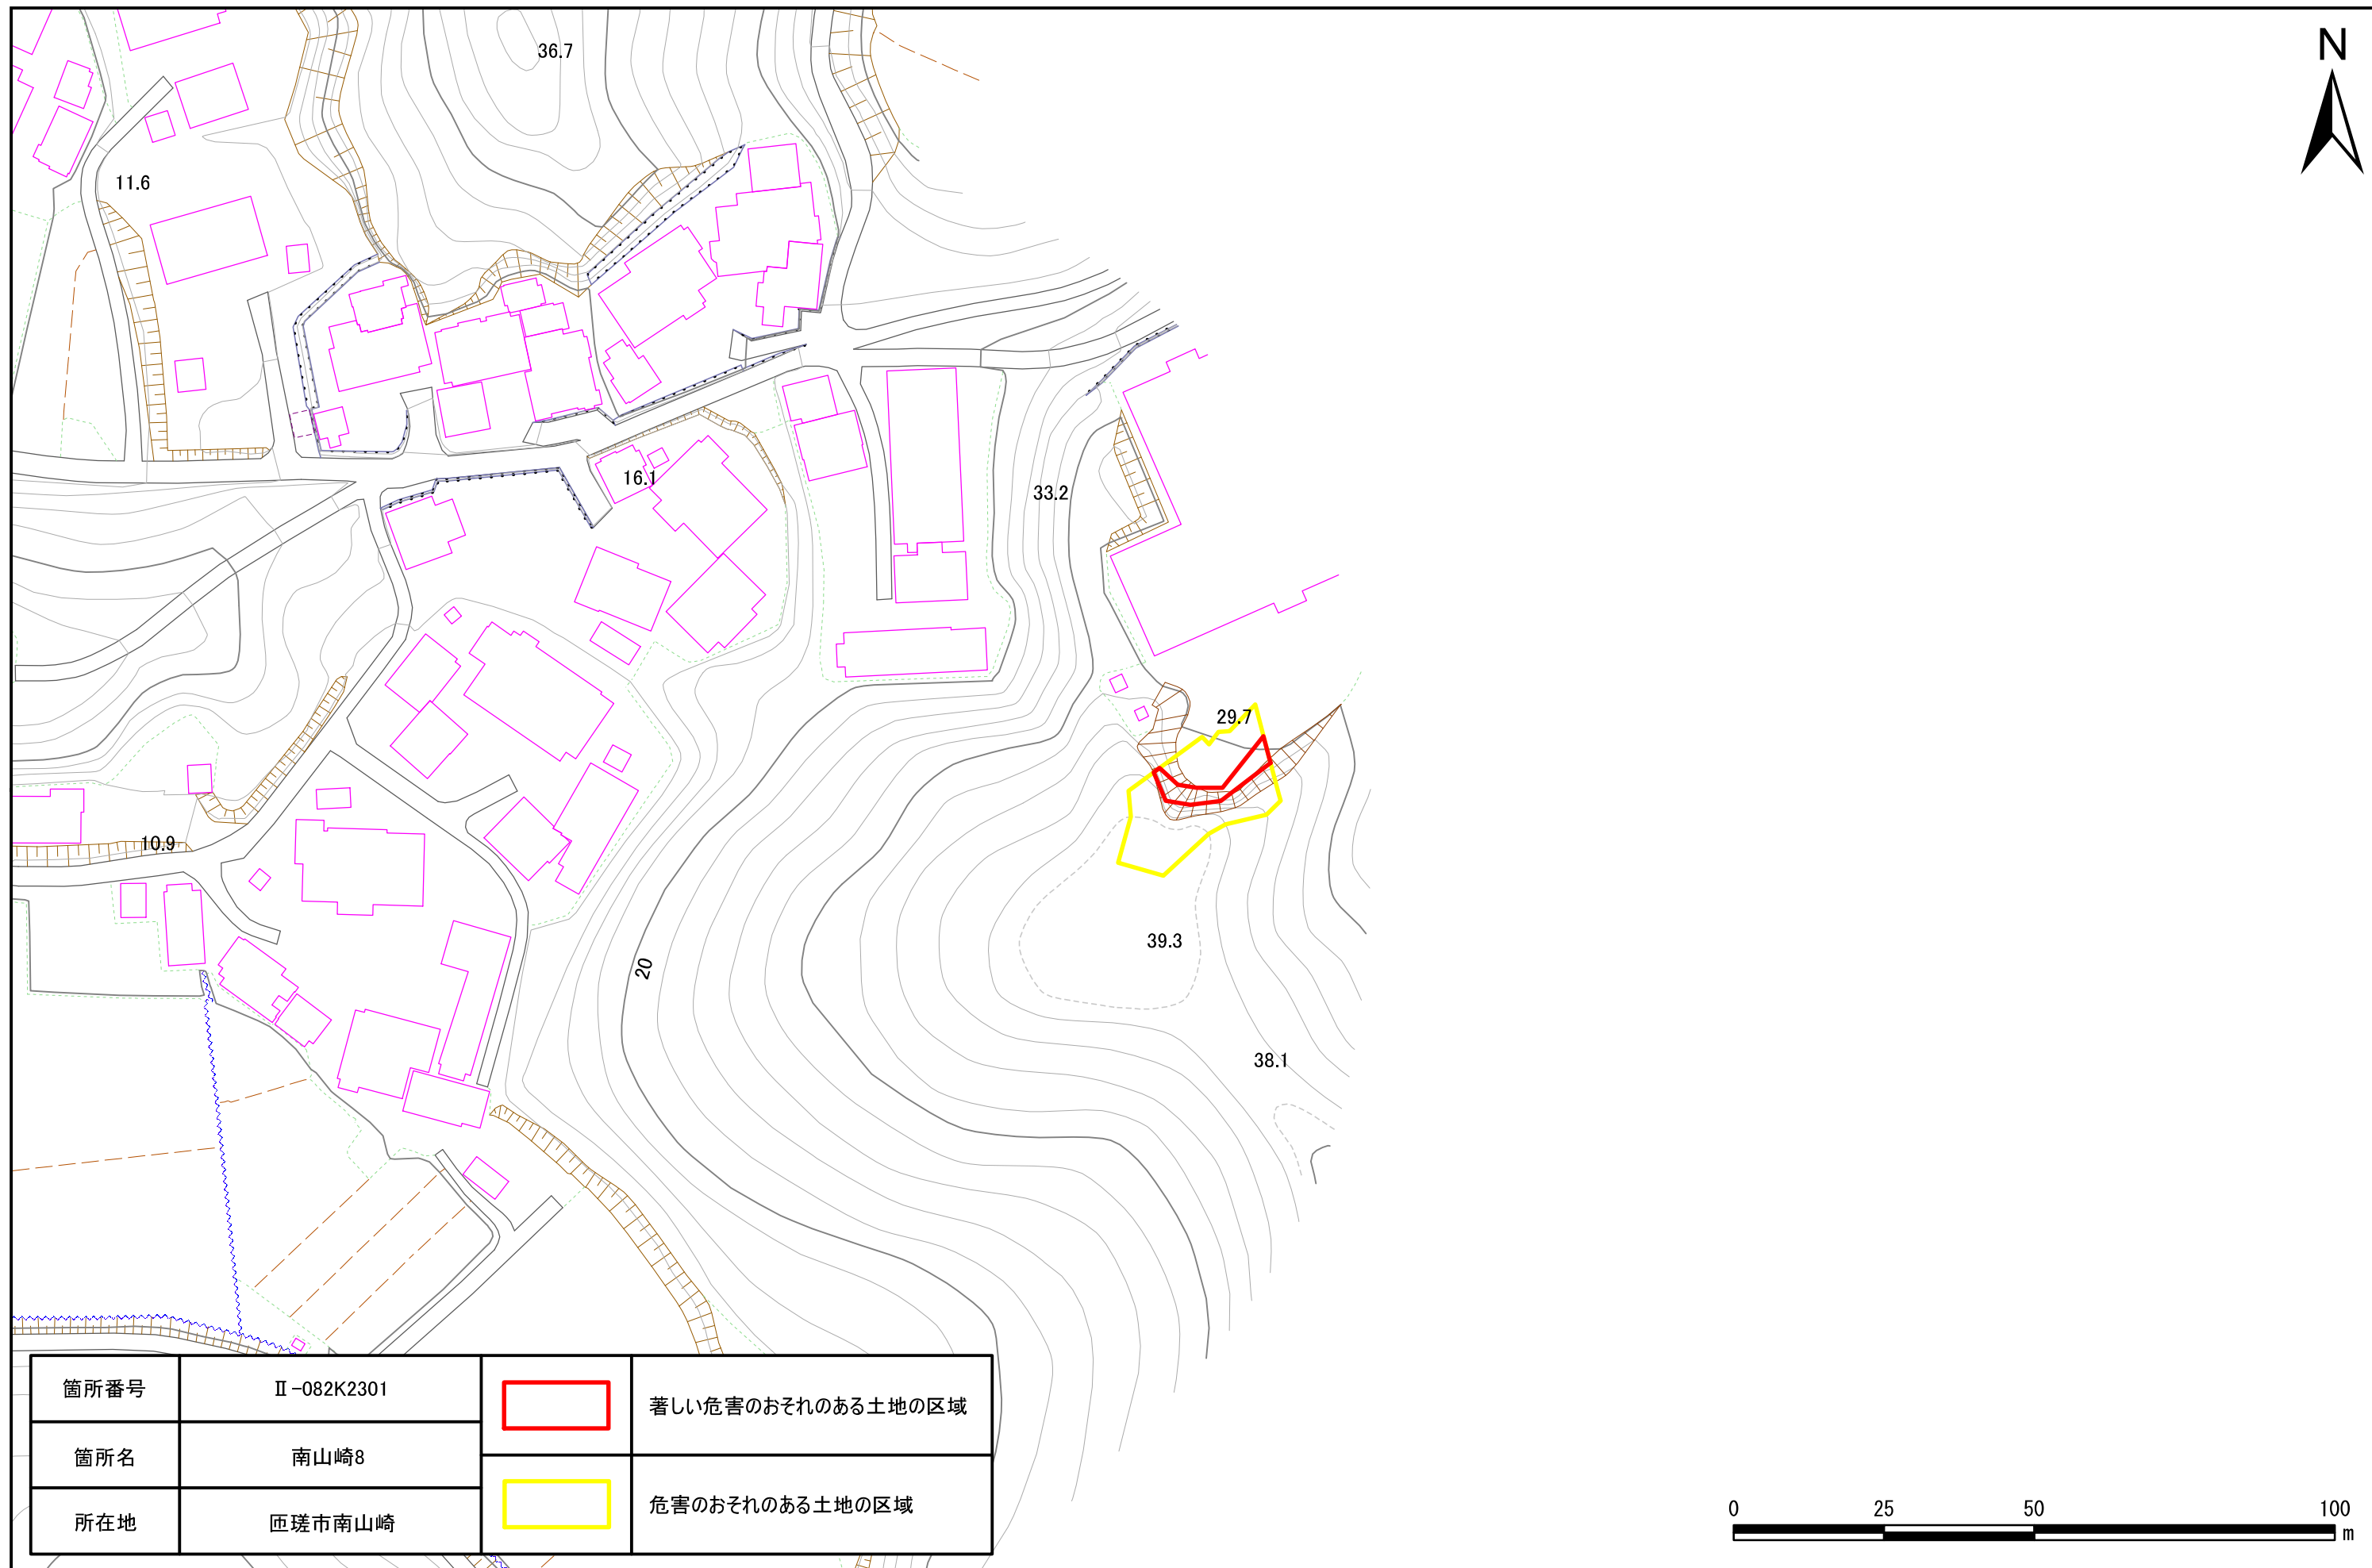 N
36.7
11.6
16.1
33.2
29.7
10.9
39.3
20
38.1
箇所番号
Ⅱ-082K2301
箇所名
南山崎8
所在地
匝瑳市南山崎
著しい危害のおそれのある土地の区域
危害のおそれのある土地の区域
0 25 50 100
m